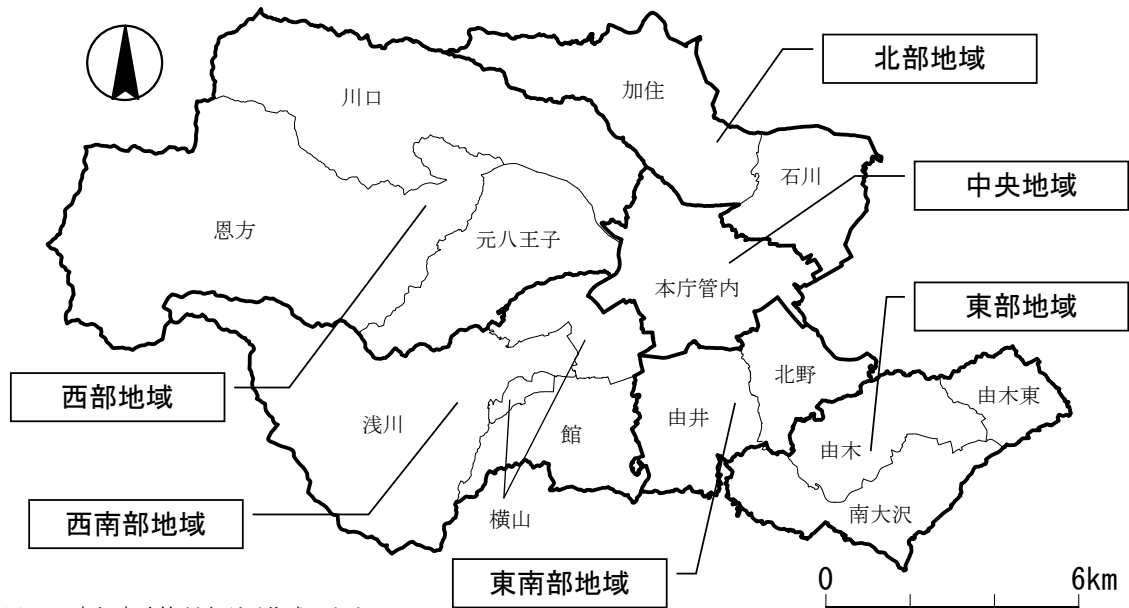 北部地域
加住
川口
石川
中央地域
恩方
元八王子
本庁管内
東部地域
北野
由木東
西部地域
浅川
館
由井
由木
西南部地域
横山
南大沢
東南部地域
0
6km